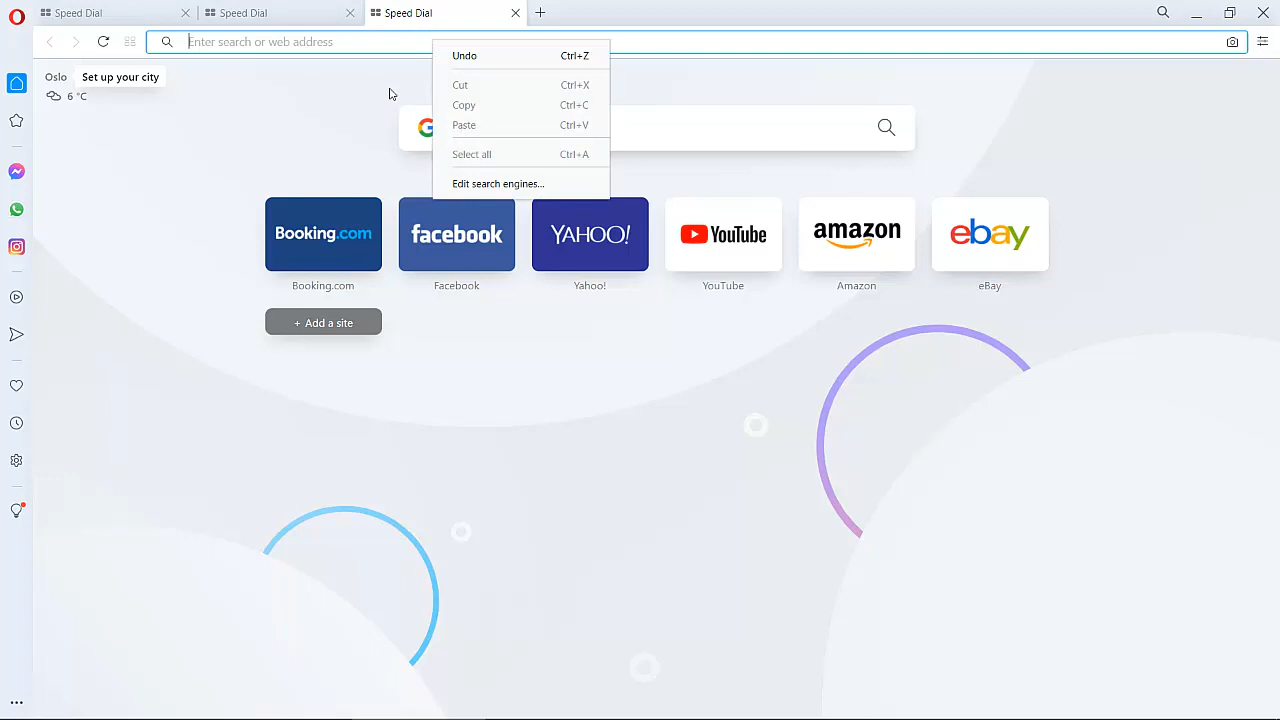 Speed Dial
Speed Dial
Speed Dial
Enter search or web address
Oslo
Set up your city
6 °C
Undo Ctrl+Z
Cut Ctrl+X
Copy Ctrl+C
Paste Ctrl+V
Select all Ctrl+A
Edit search engines...
G
Booking.com
facebook
YAHOO!
YouTube
amazon
ebay
Booking.com
Facebook
Yahoo!
YouTube
Amazon
eBay
+ Add a site